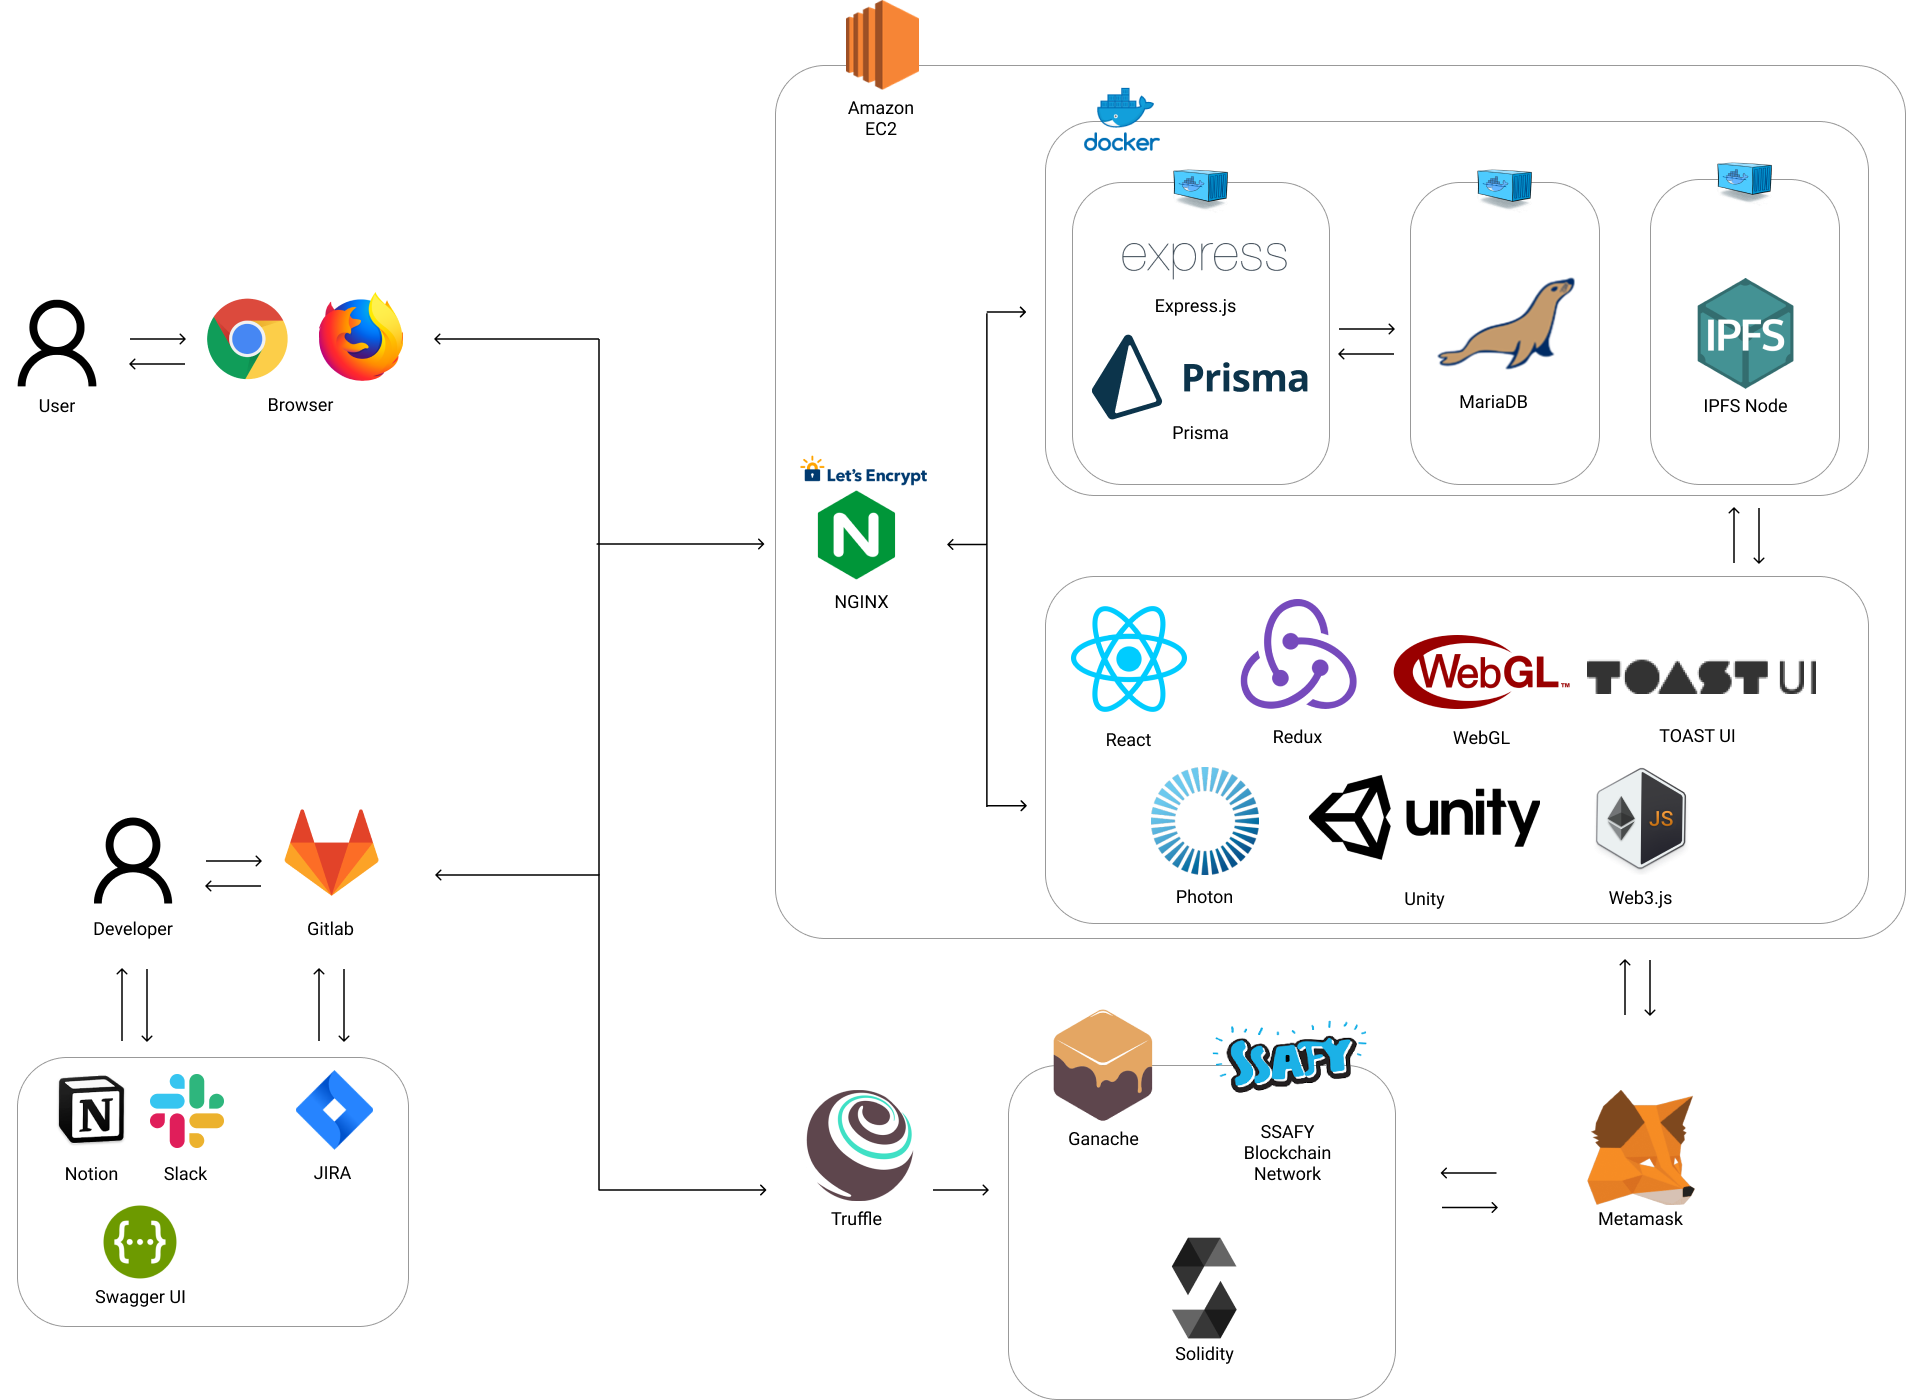 Amazon
EC2
docker
express
Express.js
Prisma
Prisma
MariaDB
IPFS
IPFS Node
User
Browser
Let's Encrypt
N
NGINX
React
Redux
WebGL™
WebGL
TOAST UI
TOAST UI
Photon
unity
Unity
JS
Web3.js
Developer
Gitlab
N
Notion
Slack
JIRA
{...}
Swagger UI
Truffle
Ganache
SSAFY
SSAFY
Blockchain
Network
Solidity
Metamask